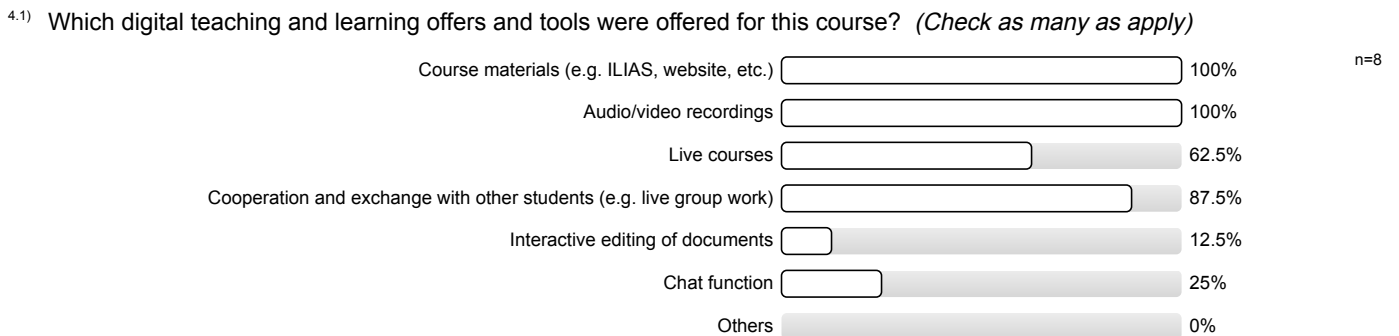 4.1) Which digital teaching and learning offers and tools were offered for this course? (Check as many as apply)
n=8
Course materials (e.g. ILIAS, website, etc.) 100%
Audio/video recordings 100%
Live courses 62.5%
Cooperation and exchange with other students (e.g. live group work) 87.5%
Interactive editing of documents 12.5%
Chat function 25%
Others 0%